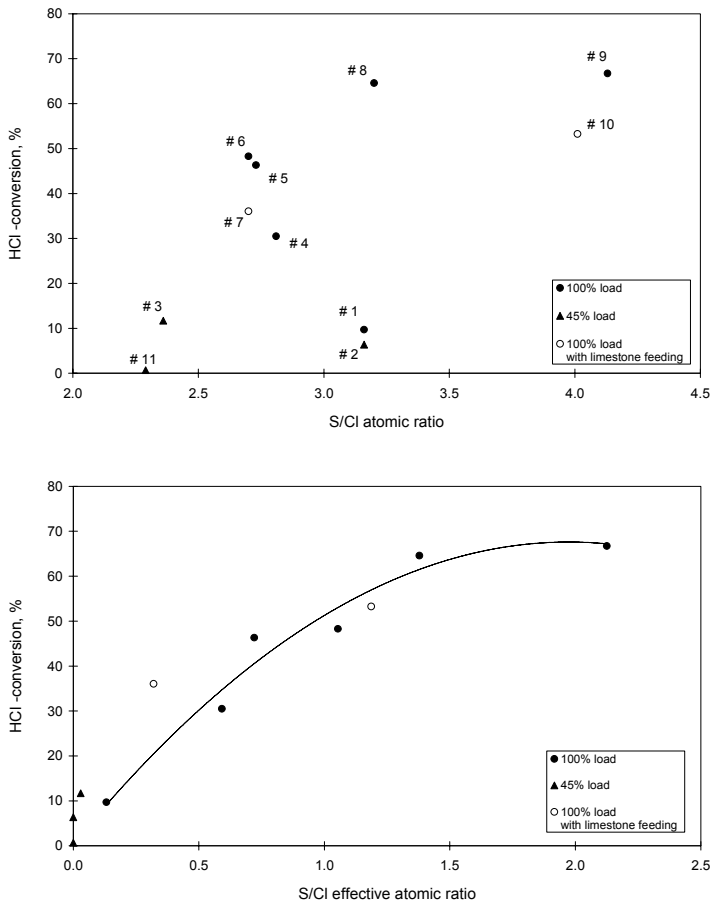 80
70
60
50
40
30
20
10
0
HCl -conversion, %
# 9
# 8
# 10
# 6
# 5
# 7
# 4
# 3
# 1
# 2
# 11
100% load
45% load
100% load
with limestone feeding
2.0 2.5 3.0 3.5 4.0 4.5
S/Cl atomic ratio
80
70
60
50
40
30
20
10
0
HCl -conversion, %
100% load
45% load
100% load
with limestone feeding
0.0 0.5 1.0 1.5 2.0 2.5
S/Cl effective atomic ratio